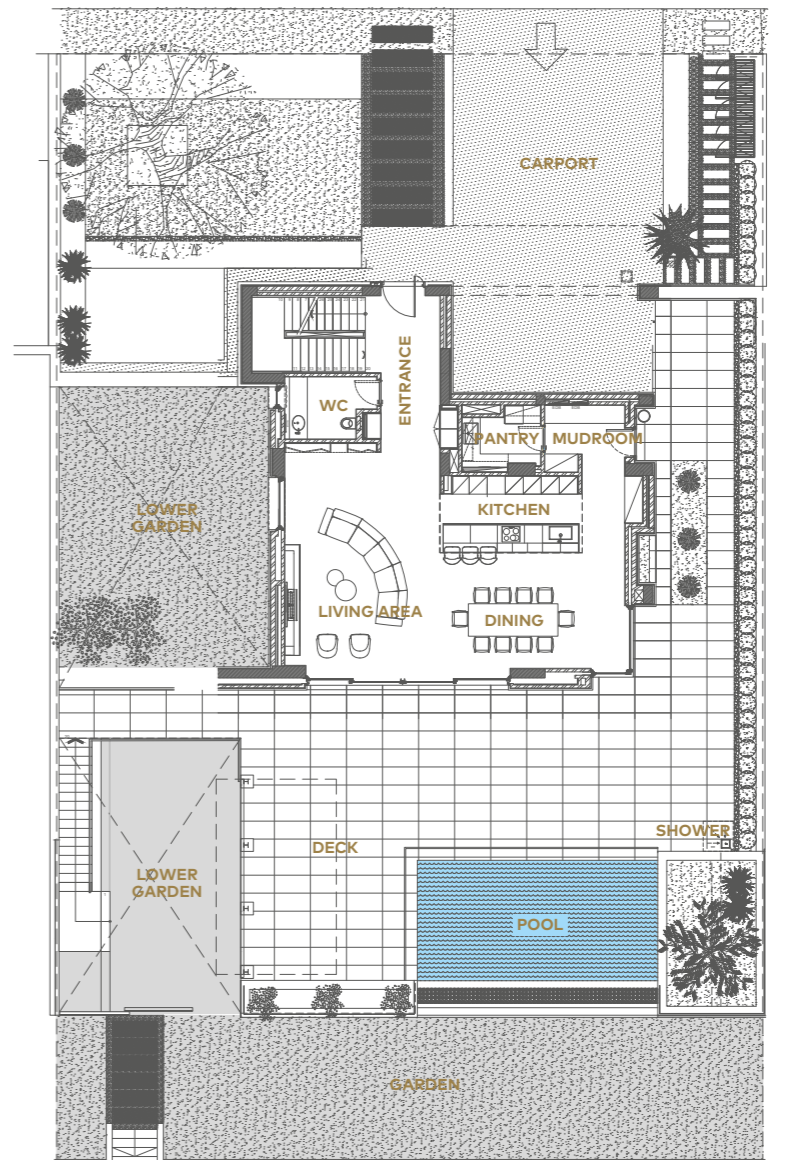 CARPORT
ENTRANCE
WC
PANTRY
MUDROOM
KITCHEN
LOWER
GARDEN
LIVING AREA
DINING
SHOWER
DECK
LOWER
GARDEN
POOL
GARDEN